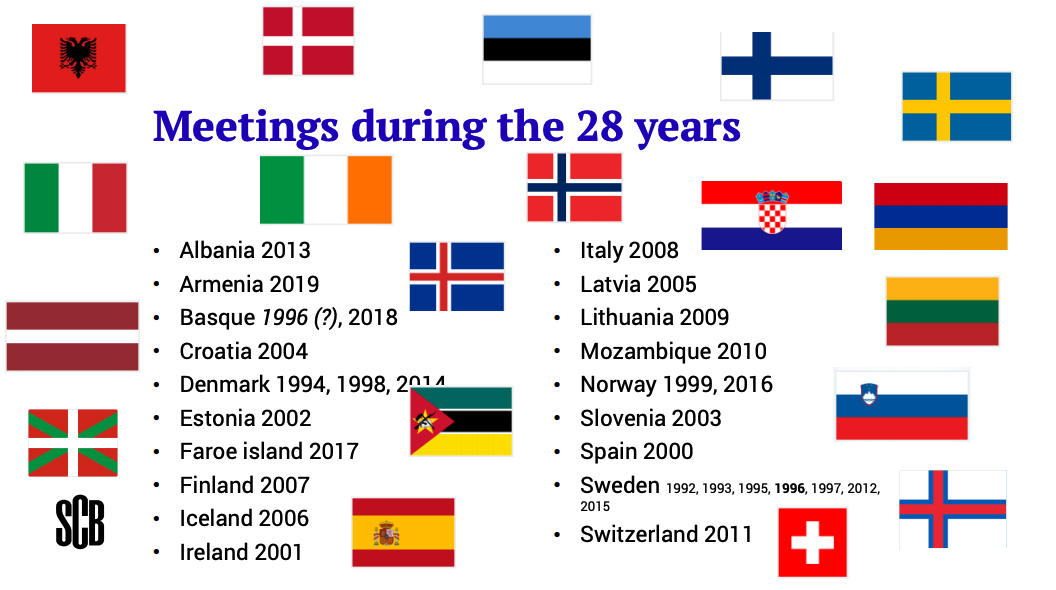 Meetings during the 28 years
• Albania 2013
• Armenia 2019
• Basque 1996 (?), 2018
• Croatia 2004
• Denmark 1994, 1998, 2014
• Estonia 2002
• Faroe island 2017
• Finland 2007
• Iceland 2006
• Ireland 2001
• Italy 2008
• Latvia 2005
• Lithuania 2009
• Mozambique 2010
• Norway 1999, 2016
• Slovenia 2003
• Spain 2000
• Sweden 1992, 1993, 1995, 1996, 1997, 2012,
2015
• Switzerland 2011
SCB